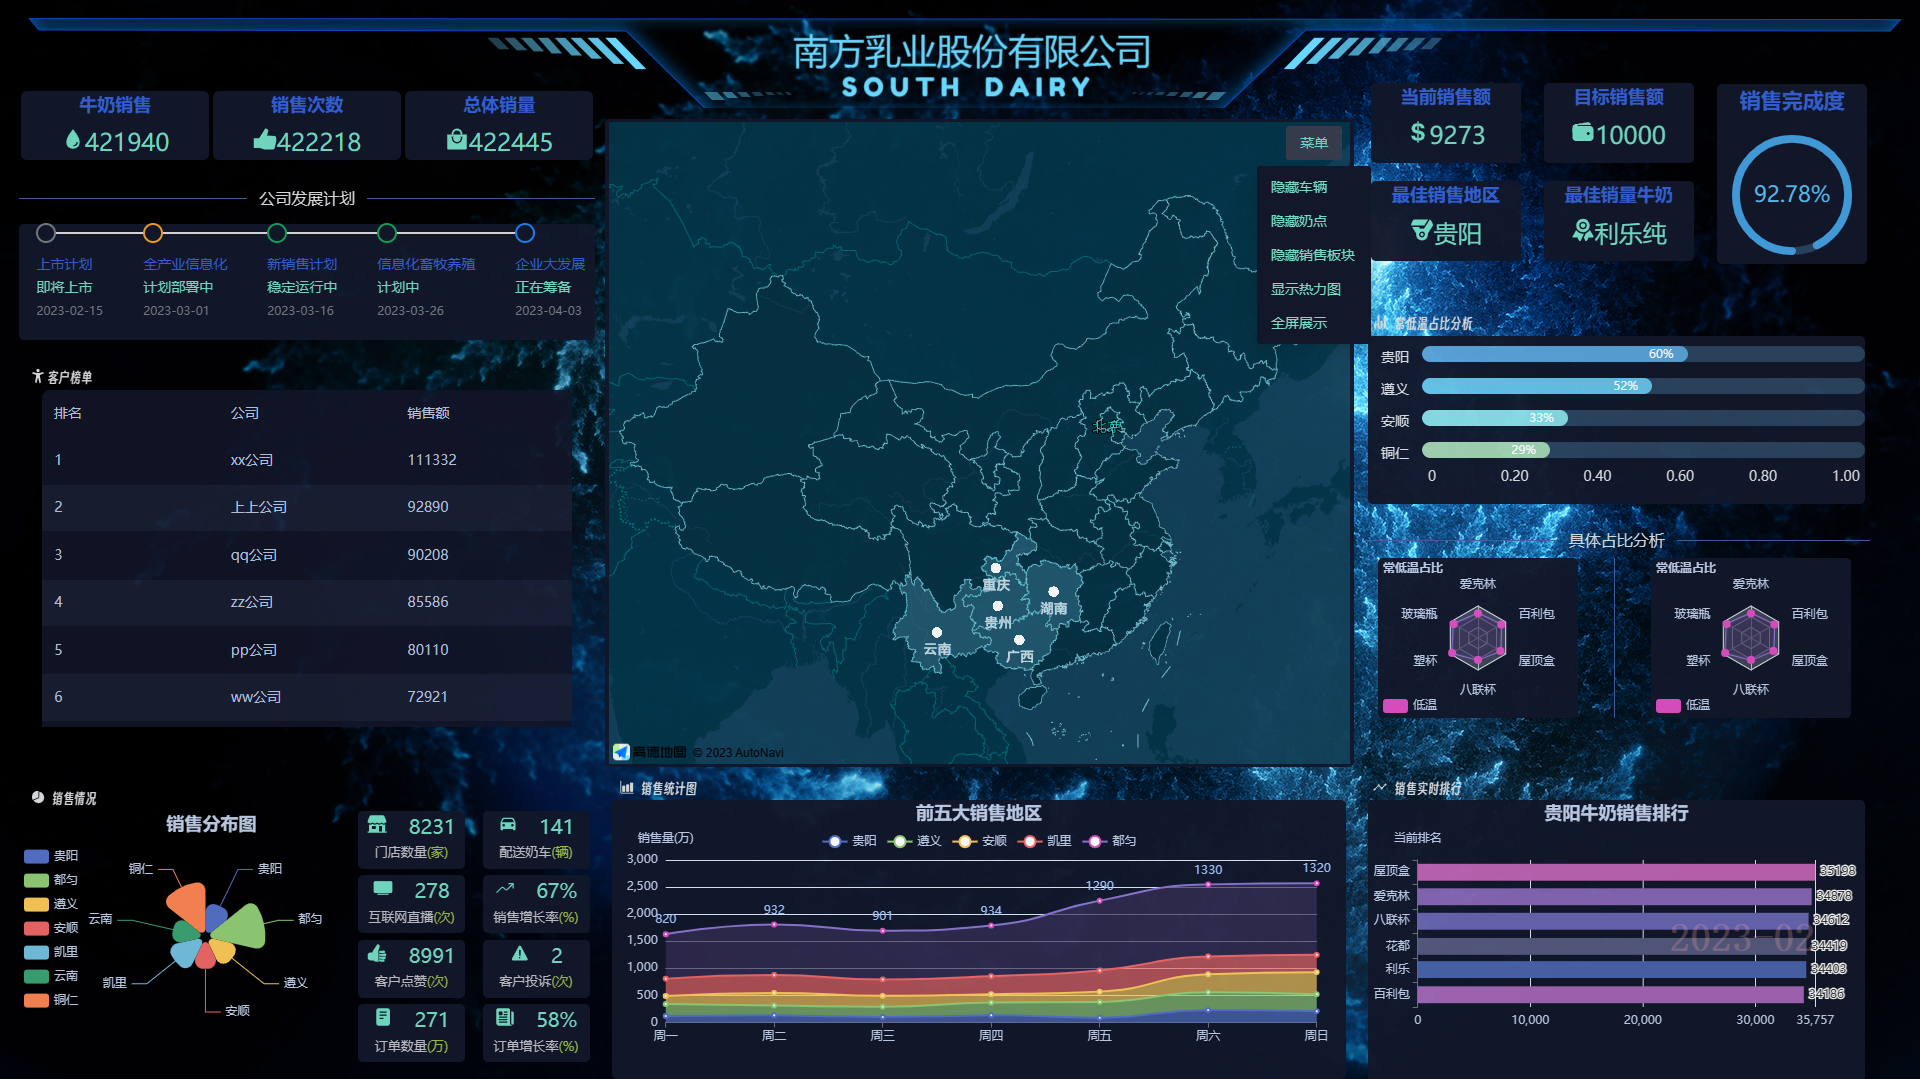 南方乳业股份有限公司
SOUTH DAIRY
牛奶销售
421940
销售次数
422218
总体销量
422445
公司发展计划
上市计划
即将上市
2023-02-15
全产业信息化
计划部署中
2023-03-01
新销售计划
稳定运行中
2023-03-16
信息化畜牧养殖
计划中
2023-03-26
企业大发展
正在筹备
2023-04-03
客户榜单
排名 公司 销售额
1 xx公司 111332
2 上上公司 92890
3 qq公司 90208
4 zz公司 85586
5 pp公司 80110
6 ww公司 72921
销售情况
销售分布图
贵阳
都匀
遵义
安顺
凯里
云南
铜仁
铜仁
贵阳
云南
都匀
凯里
遵义
安顺
8231
门店数量(家)
141
配送奶车(辆)
278
互联网直播(次)
67%
销售增长率(%)
8991
客户点赞(次)
2
客户投诉(次)
271
订单数量(万)
58%
订单增长率(%)
菜单
隐藏车辆
隐藏奶点
隐藏销售板块
显示热力图
全屏展示
北京
重庆
湖南
贵州
云南
广西
高德地图 © 2023 AutoNavi
销售统计图
前五大销售地区
销售量(万)
贵阳 遵义 安顺 凯里 都匀
3,000
2,500
2,000
1,500
1,000
500
0
820 932 901 934 1290 1330 1320
周一 周二 周三 周四 周五 周六 周日
当前销售额
$9273
目标销售额
10000
销售完成度
92.78%
最佳销售地区
贵阳
最佳销量牛奶
利乐纯
常低温占比分析
贵阳 60%
遵义 52%
安顺 33%
铜仁 29%
0 0.20 0.40 0.60 0.80 1.00
具体占比分析
常低温占比
爱克林
玻璃瓶
百利包
塑杯
屋顶盒
八联杯
低温
常低温占比
爱克林
玻璃瓶
百利包
塑杯
屋顶盒
八联杯
低温
销售实时排行
贵阳牛奶销售排行
当前排名
屋顶盒 35198
爱克林 34878
八联杯 34612
花都 34419
利乐 34403
百利包 34186
2023 02
0 10,000 20,000 30,000 35,757